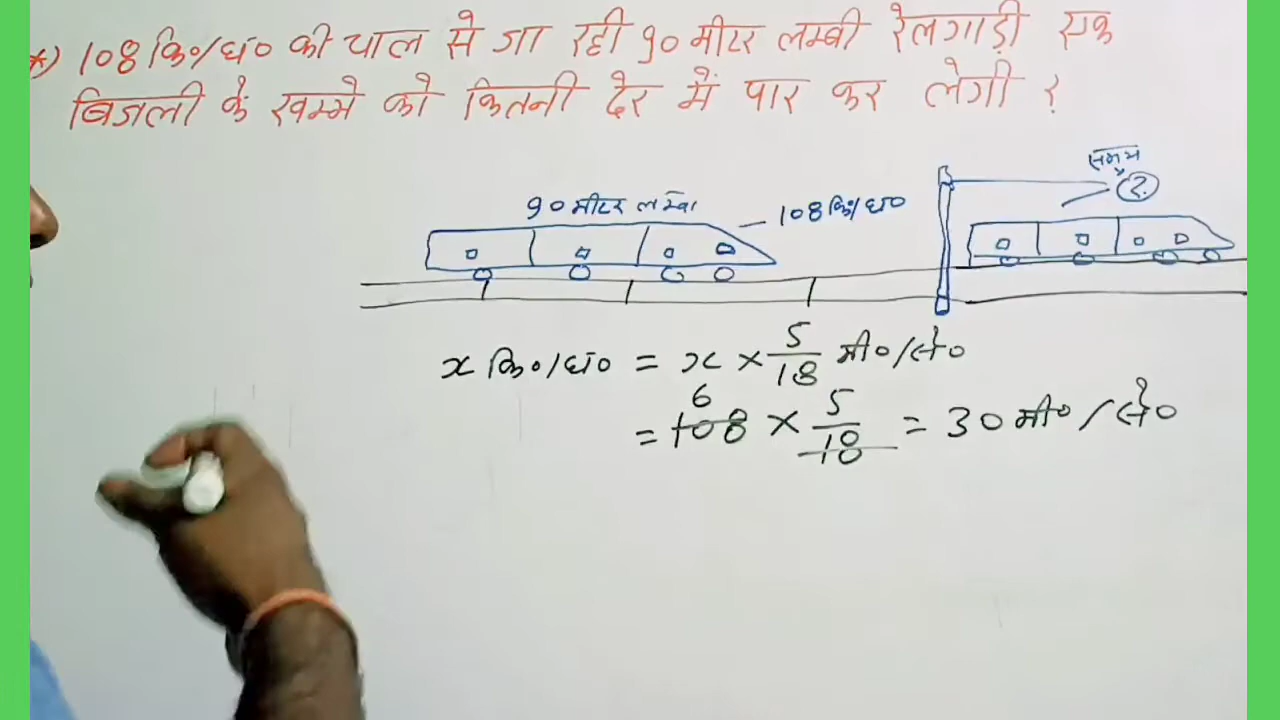 *) 108 कि०/घं० की चाल से जा रही 90 मीटर लम्बी रेलगाड़ी एक
बिजली के खम्भे को कितनी देर में पार कर लेगी ?
समय
?
90 मीटर लम्बा
108 कि०/घं०
x कि०/घं० = x × 5/18 मी०/से०
6
= 108 × 5/18 = 30 मी०/से०